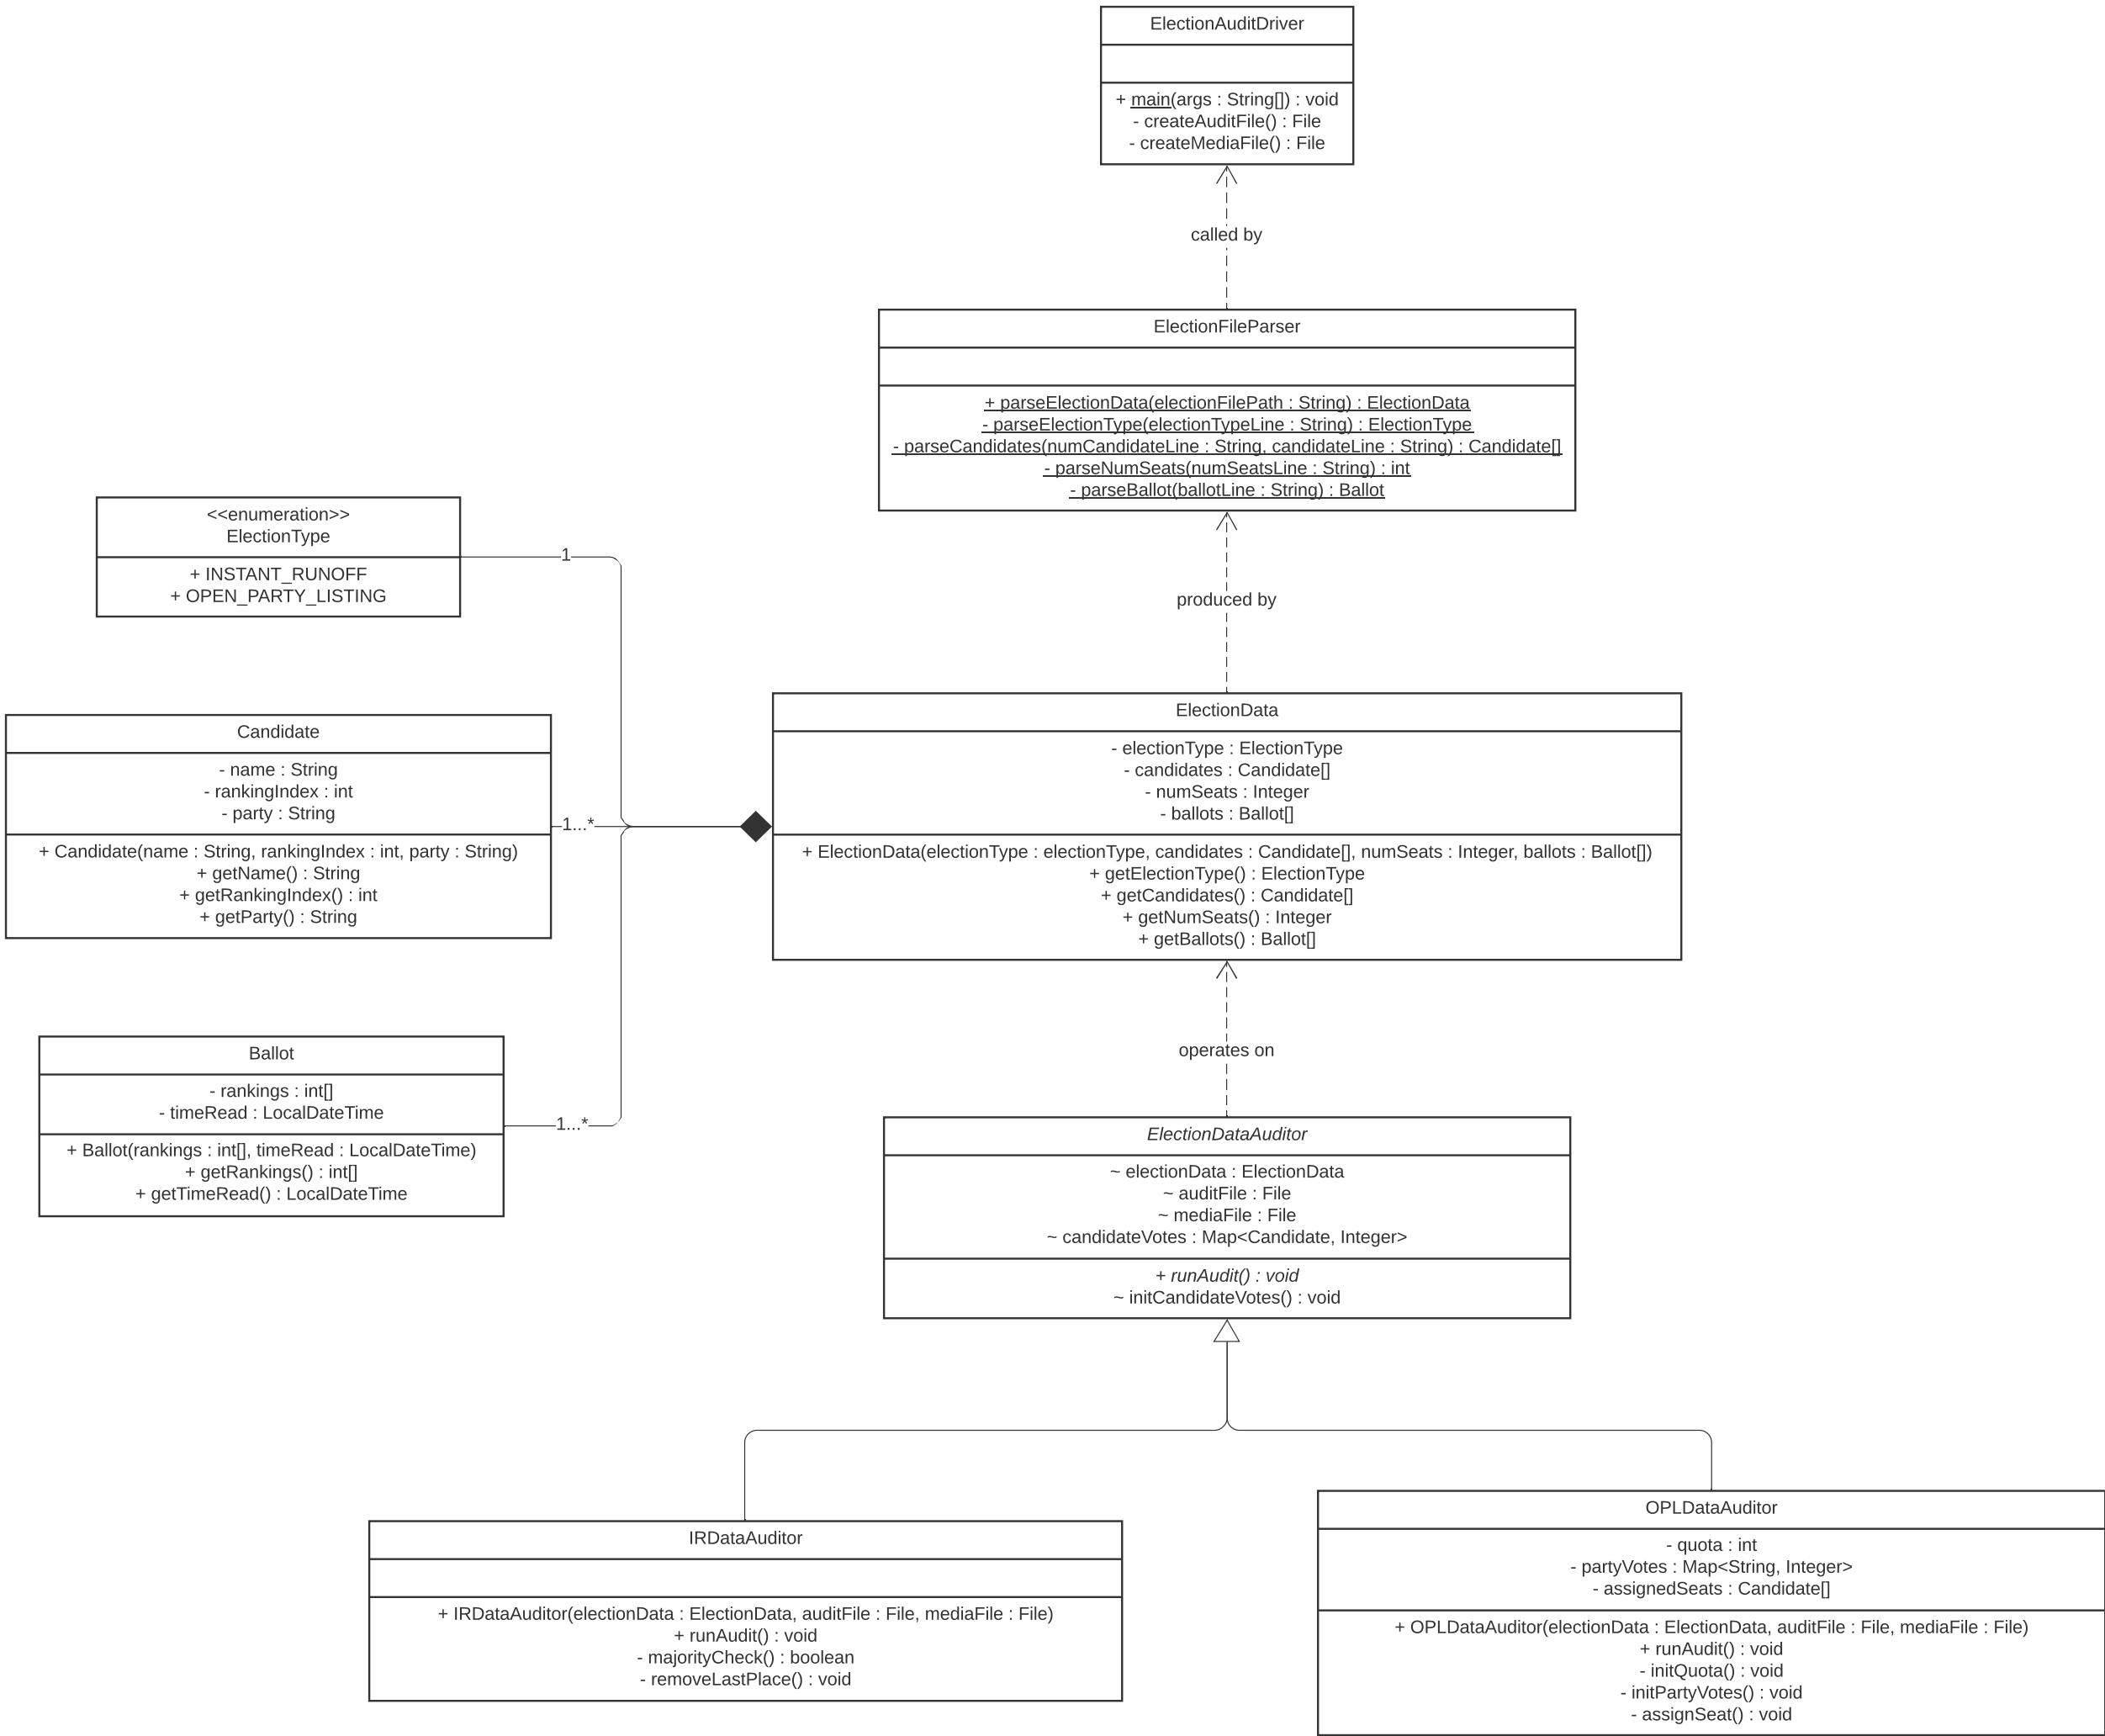 ElectionAuditDriver
+ main(args : String[]) : void
- createAuditFile() : File
- createMediaFile() : File
called by
ElectionFileParser
+ parseElectionData(electionFilePath : String) : ElectionData
- parseElectionType(electionTypeLine : String) : ElectionType
- parseCandidates(numCandidateLine : String, candidateLine : String) : Candidate[]
- parseNumSeats(numSeatsLine : String) : int
- parseBallot(ballotLine : String) : Ballot
<<enumeration>>
ElectionType
+ INSTANT_RUNOFF
+ OPEN_PARTY_LISTING
1
produced by
Candidate
- name : String
- rankingIndex : int
- party : String
+ Candidate(name : String, rankingIndex : int, party : String)
+ getName() : String
+ getRankingIndex() : int
+ getParty() : String
1...*
ElectionData
- electionType : ElectionType
- candidates : Candidate[]
- numSeats : Integer
- ballots : Ballot[]
+ ElectionData(electionType : electionType, candidates : Candidate[], numSeats : Integer, ballots : Ballot[])
+ getElectionType() : ElectionType
+ getCandidates() : Candidate[]
+ getNumSeats() : Integer
+ getBallots() : Ballot[]
Ballot
- rankings : int[]
- timeRead : LocalDateTime
+ Ballot(rankings : int[], timeRead : LocalDateTime)
+ getRankings() : int[]
+ getTimeRead() : LocalDateTime
1...*
operates on
ElectionDataAuditor
~ electionData : ElectionData
~ auditFile : File
~ mediaFile : File
~ candidateVotes : Map<Candidate, Integer>
+ runAudit() : void
~ initCandidateVotes() : void
IRDataAuditor
+ IRDataAuditor(electionData : ElectionData, auditFile : File, mediaFile : File)
+ runAudit() : void
- majorityCheck() : boolean
- removeLastPlace() : void
OPLDataAuditor
- quota : int
- partyVotes : Map<String, Integer>
- assignedSeats : Candidate[]
+ OPLDataAuditor(electionData : ElectionData, auditFile : File, mediaFile : File)
+ runAudit() : void
- initQuota() : void
- initPartyVotes() : void
- assignSeat() : void